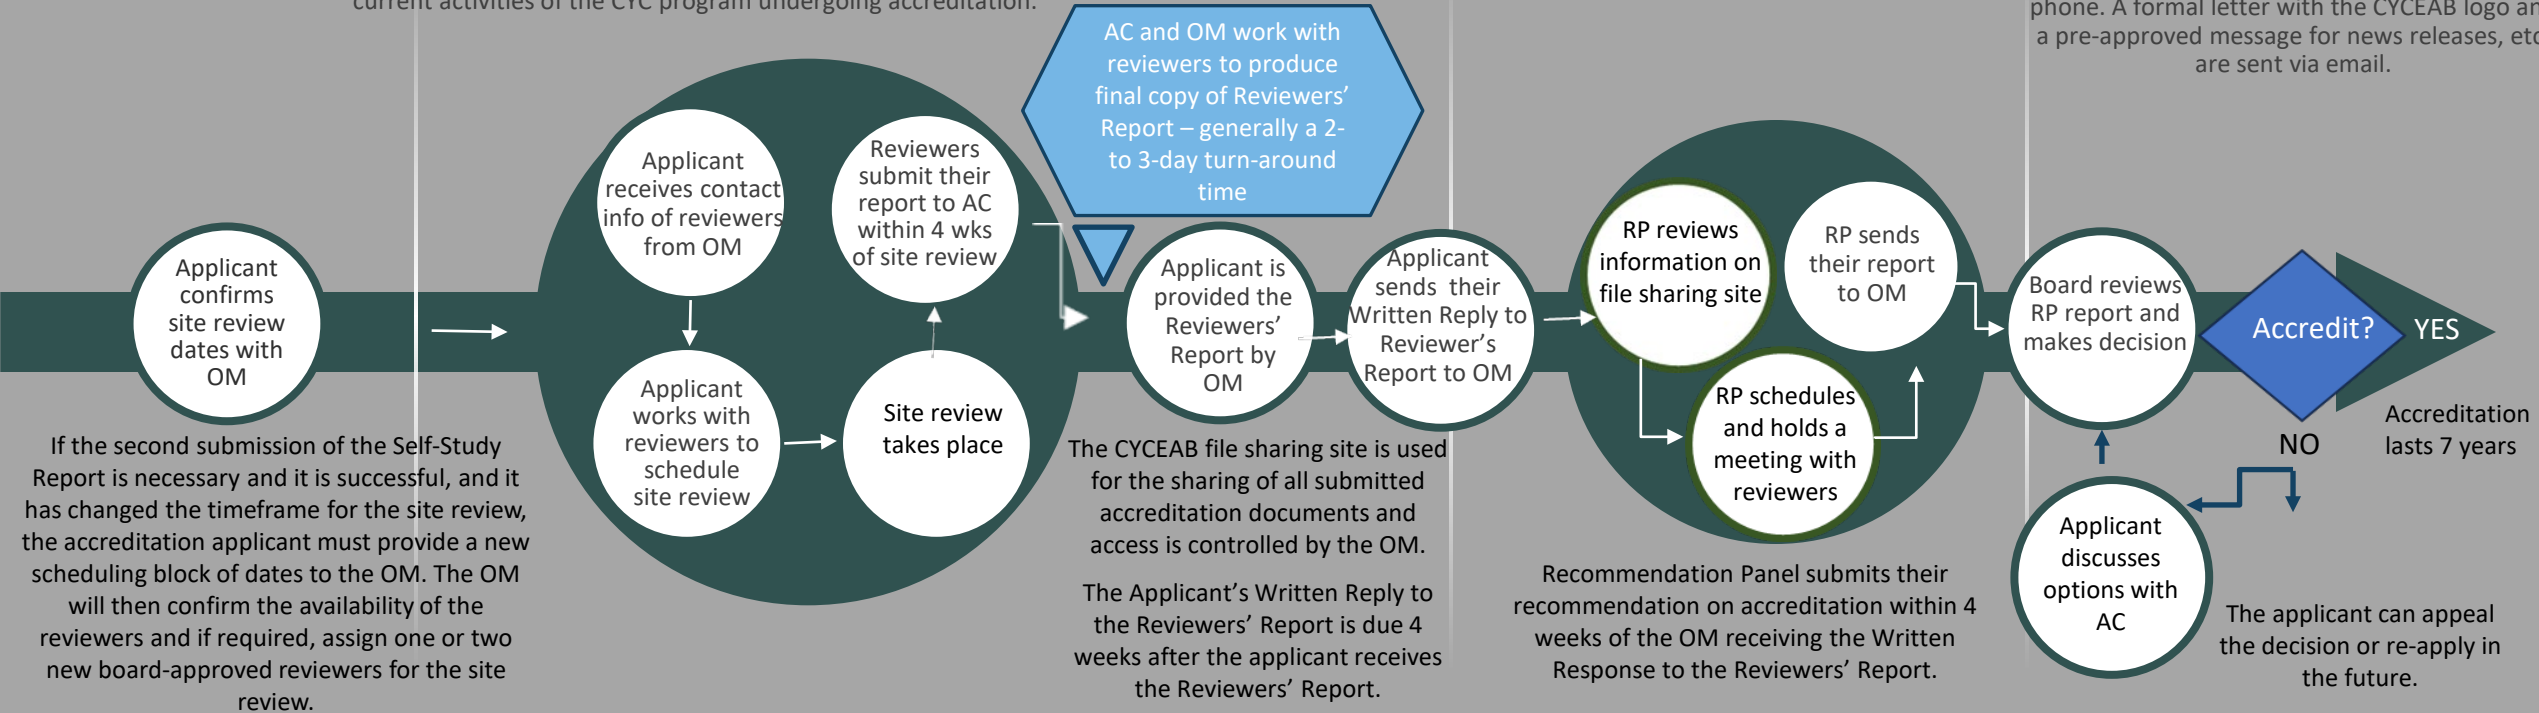 current activities of the CYC program undergoing accreditation.
phone. A formal letter with the CYCEAB logo an
a pre-approved message for news releases, etc
are sent via email.
AC and OM work with
reviewers to produce
final copy of Reviewers’
Report – generally a 2-
to 3-day turn-around
time
Applicant
confirms
site review
dates with
OM
If the second submission of the Self-Study
Report is necessary and it is successful, and it
has changed the timeframe for the site review,
the accreditation applicant must provide a new
scheduling block of dates to the OM. The OM
will then confirm the availability of the
reviewers and if required, assign one or two
new board-approved reviewers for the site
review.
Applicant
receives contact
info of reviewers
from OM
Applicant
works with
reviewers to
schedule
site review
Site review
takes place
Reviewers
submit their
report to AC
within 4 wks
of site review
Applicant is
provided the
Reviewers’
Report by
OM
Applicant
sends  their
Written Reply to
Reviewer’s
Report to OM
The CYCEAB file sharing site is used
for the sharing of all submitted
accreditation documents and
access is controlled by the OM.
The Applicant’s Written Reply to
the Reviewers’ Report is due 4
weeks after the applicant receives
the Reviewers’ Report.
RP reviews
information on
file sharing site
RP schedules
and holds a
meeting with
reviewers
RP sends
their report
to OM
Recommendation Panel submits their
recommendation on accreditation within 4
weeks of the OM receiving the Written
Response to the Reviewers’ Report.
Board reviews
RP report and
makes decision
Accredit?
YES
Accreditation
lasts 7 years
NO
Applicant
discusses
options with
AC
The applicant can appeal
the decision or re-apply in
the future.